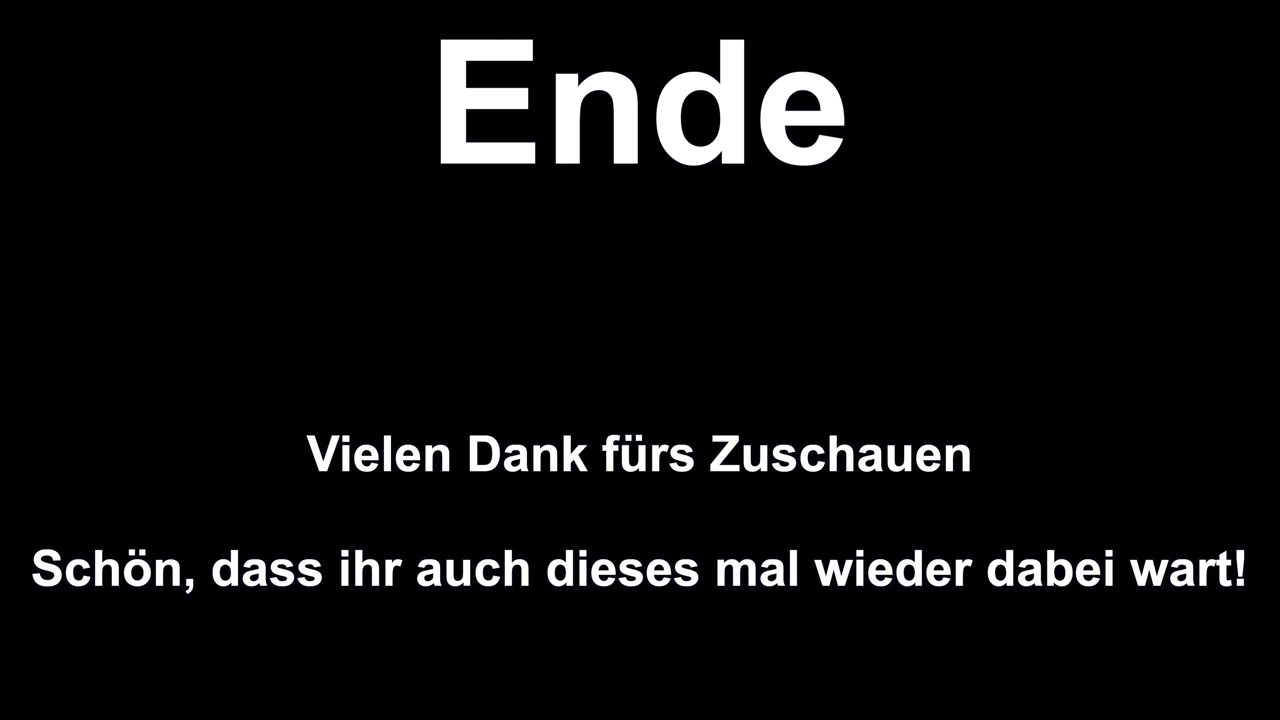 Ende
Vielen Dank fürs Zuschauen
Schön, dass ihr auch dieses mal wieder dabei wart!